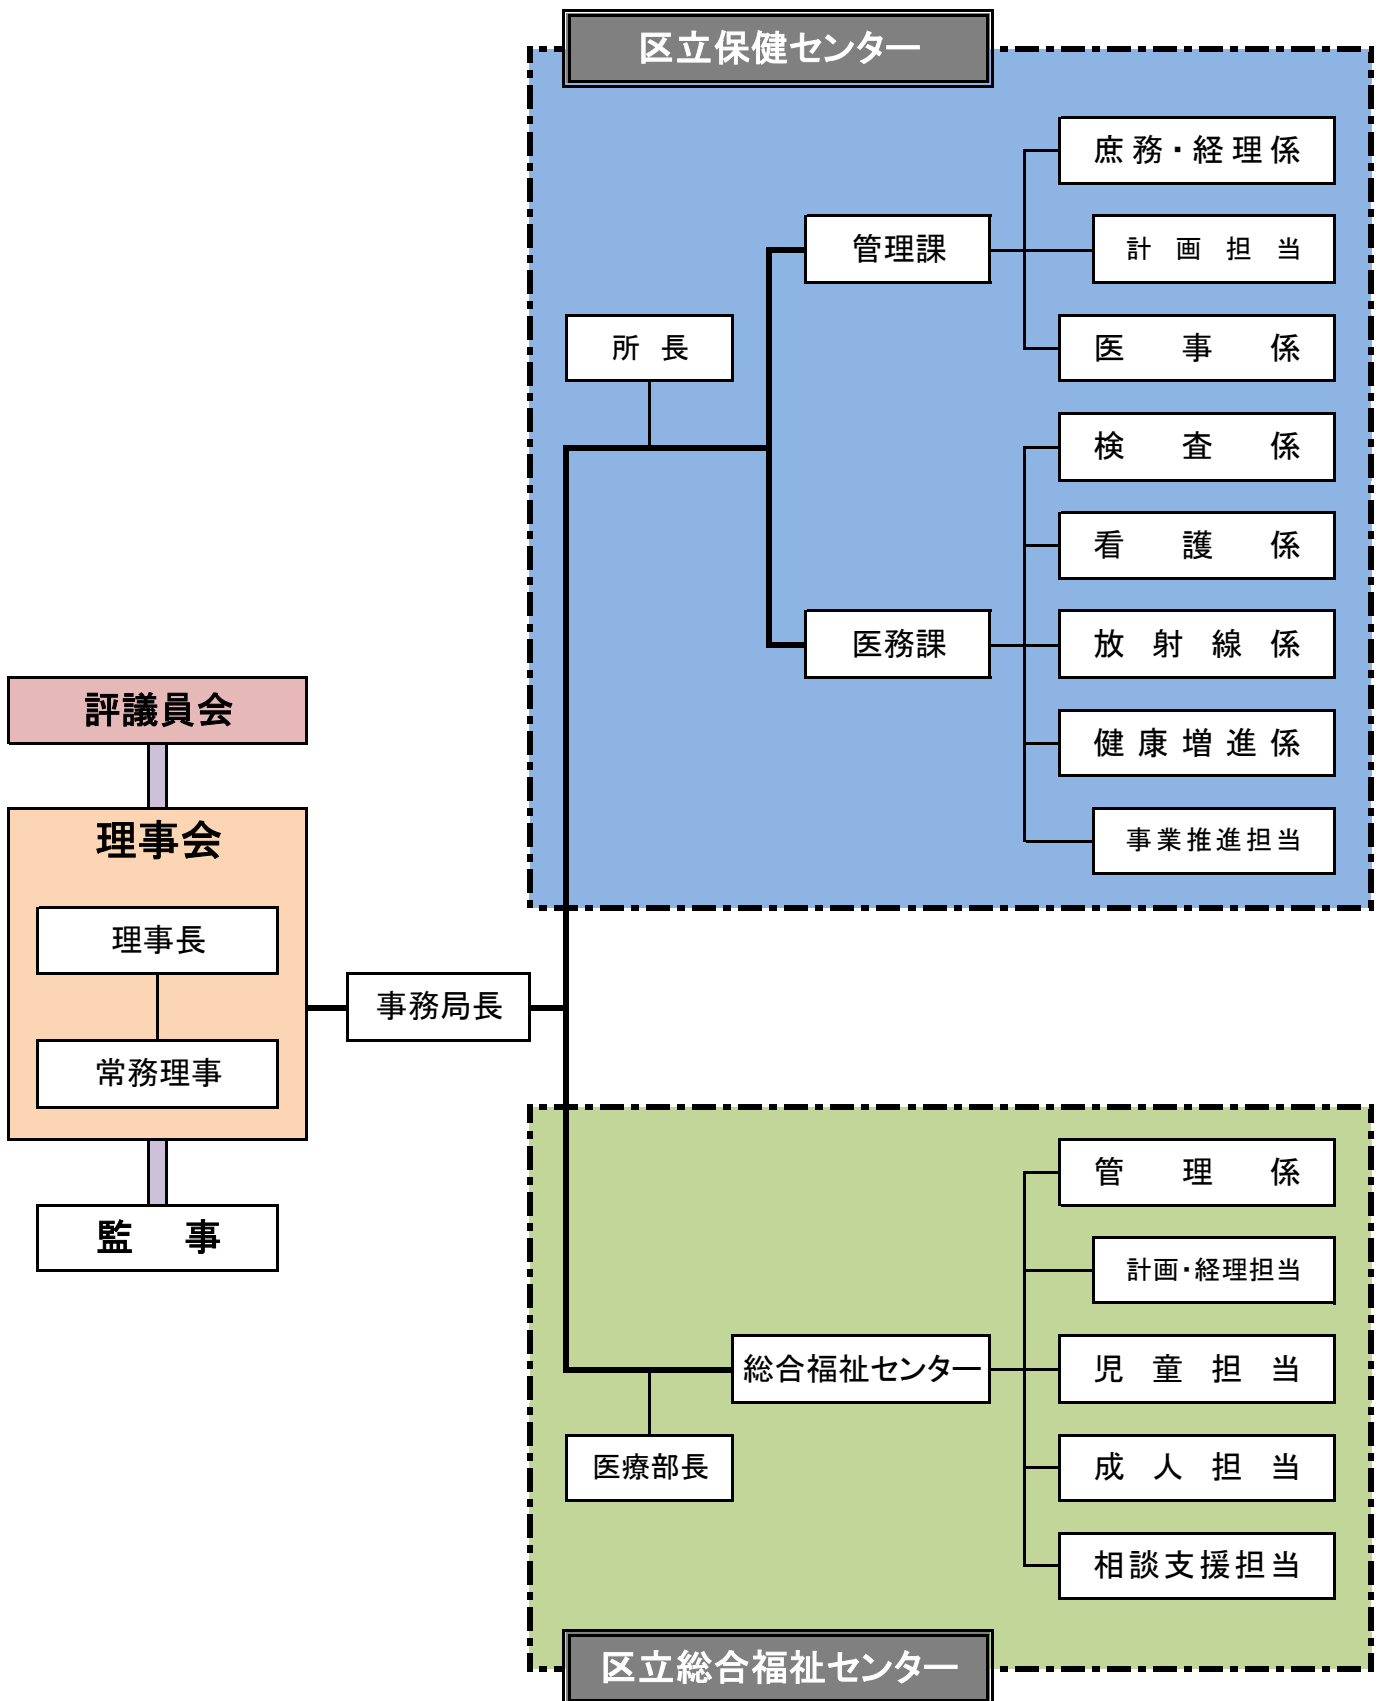 区立保健センター
庶務・経理係
管理課
計画担当
所長
医事係
検査係
看護係
医務課
放射線係
健康増進係
事業推進担当
評議員会
理事会
理事長
事務局長
常務理事
監事
管理係
計画・経理担当
総合福祉センター
児童担当
医療部長
成人担当
相談支援担当
区立総合福祉センター